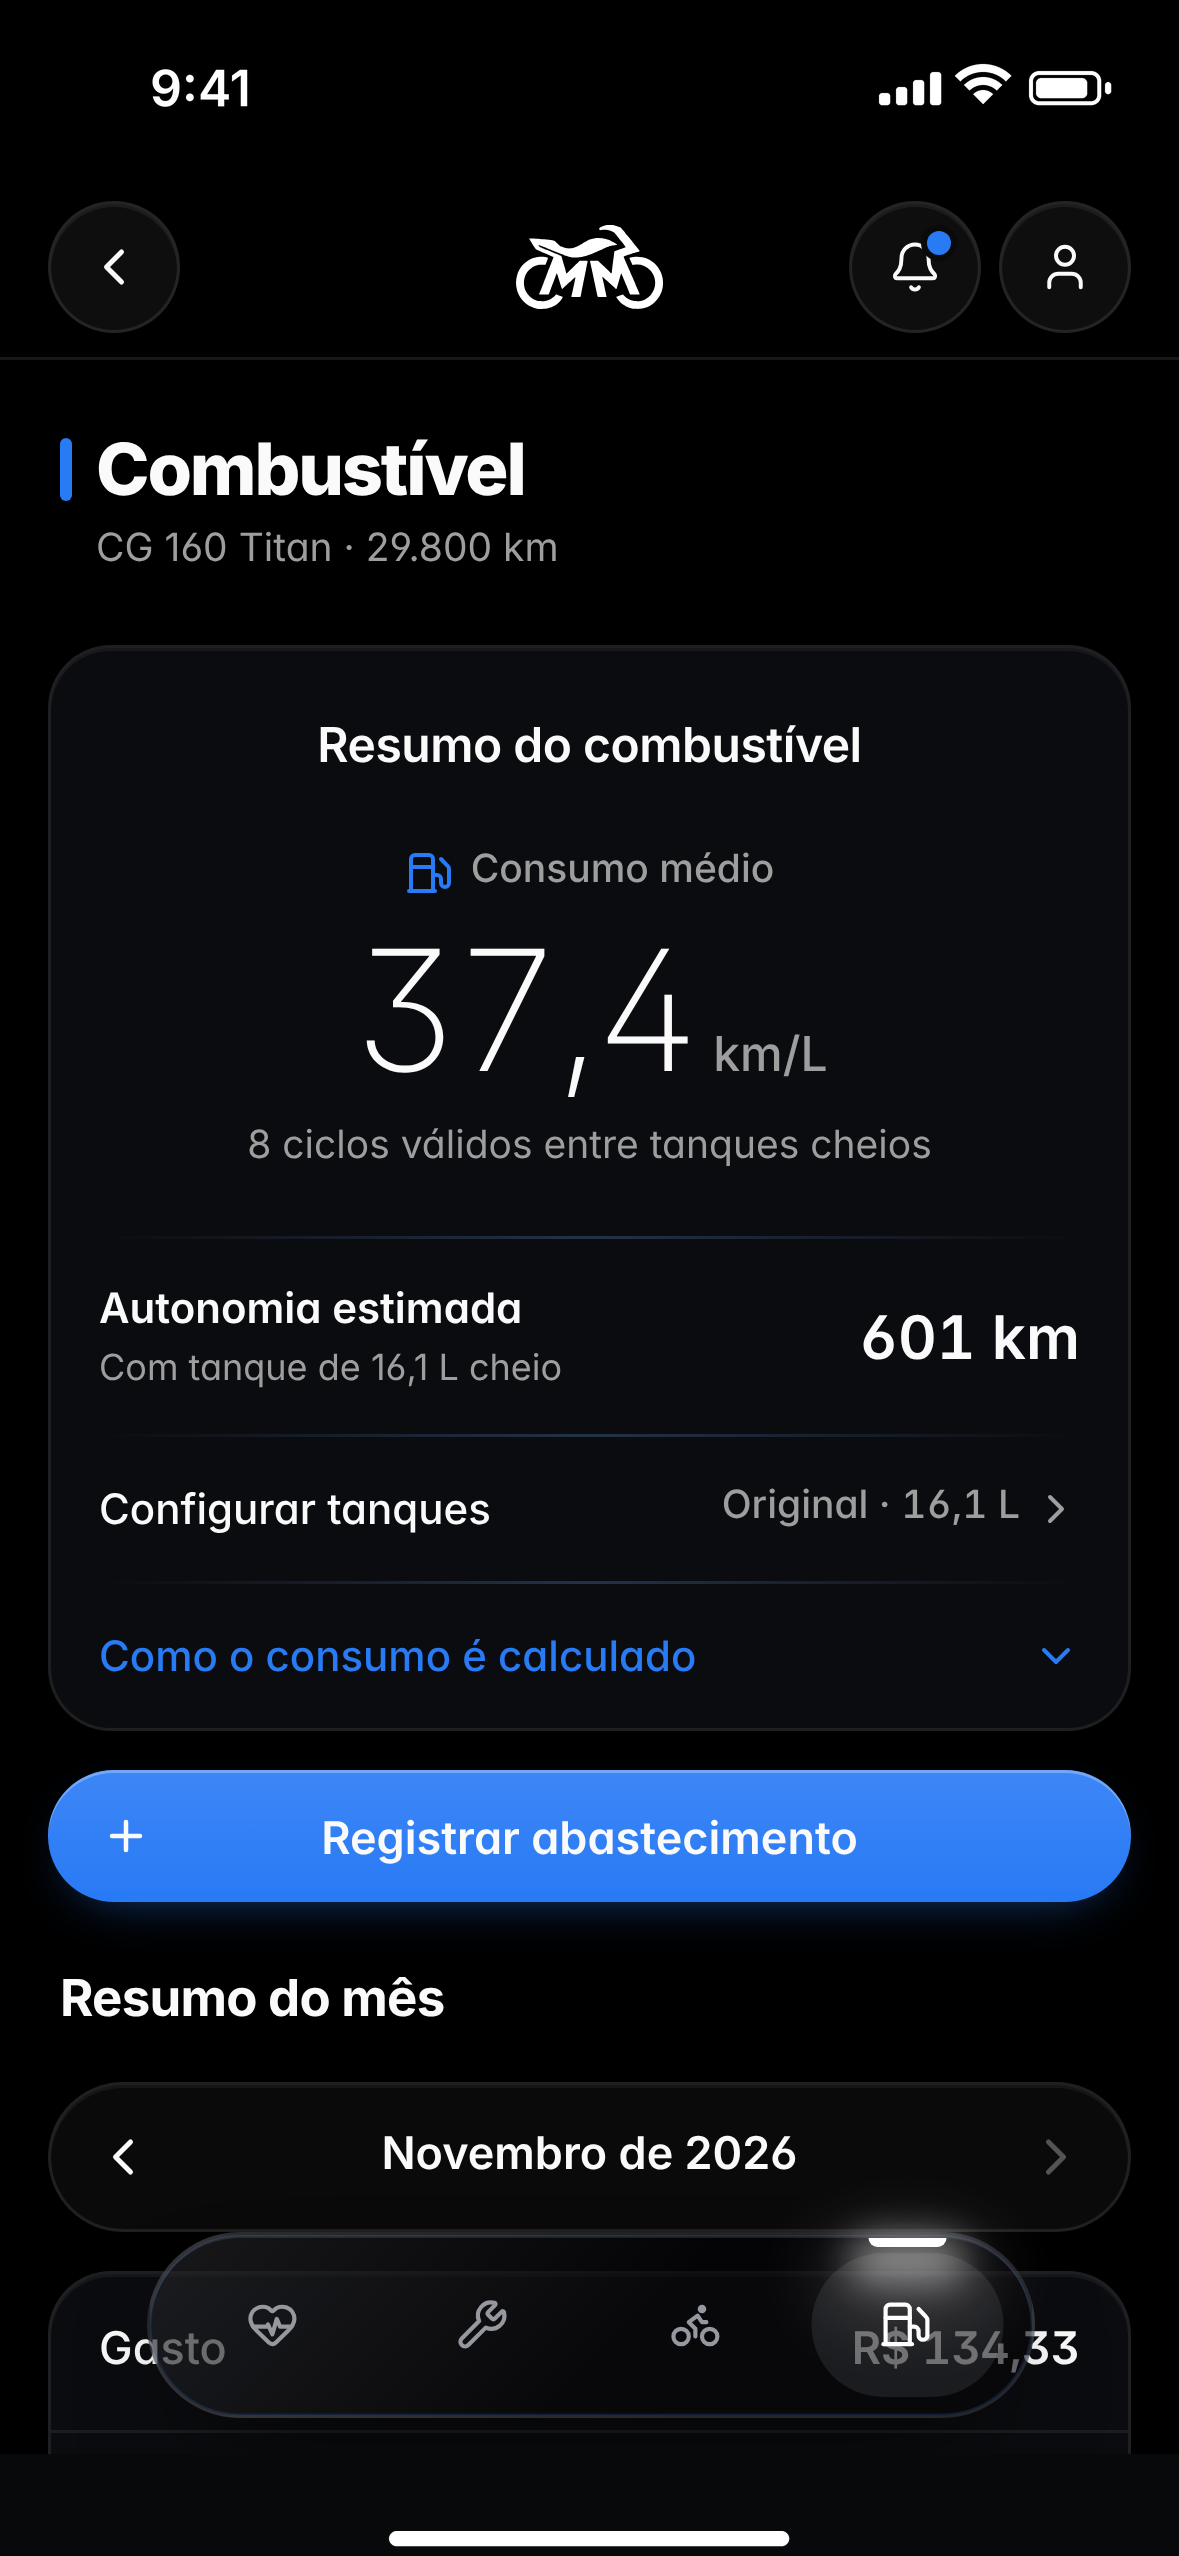 9:41
MM
Combustível
CG 160 Titan · 29.800 km
Resumo do combustível
Consumo médio
37,4 km/L
8 ciclos válidos entre tanques cheios
Autonomia estimada
601 km
Com tanque de 16,1 L cheio
Configurar tanques
Original · 16,1 L
Como o consumo é calculado
Registrar abastecimento
Resumo do mês
Novembro de 2026
Gasto
R$ 134,33